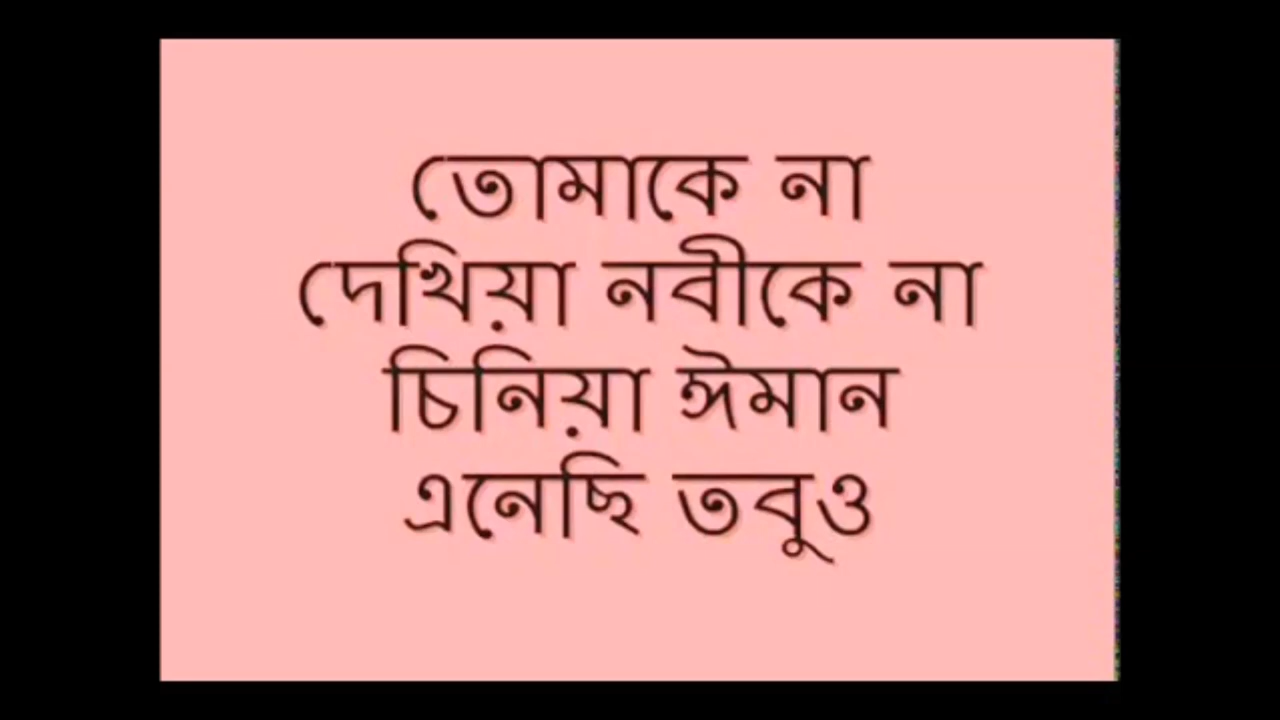 তোমাকে না
দেখিয়া নবীকে না
চিনিয়া ঈমান
এনেছি তবুও